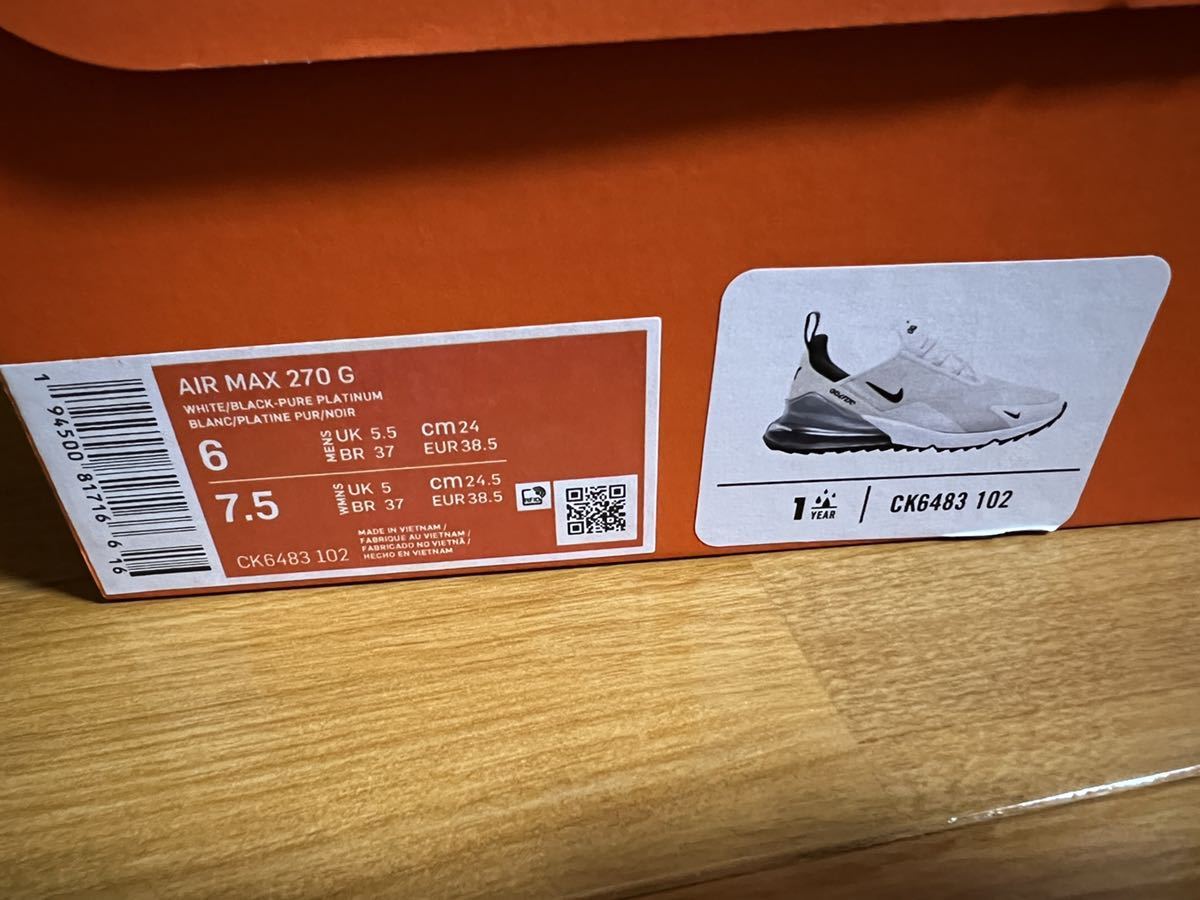 AIR MAX 270 G
WHITE/BLACK-PURE PLATINUM
BLANC/PLATINE PUR/NOIR
6 MENS UK 5.5 cm 24
BR 37 EUR 38.5
7.5 WMNS UK 5 cm 24.5
BR 37 EUR 38.5
RFID
CK6483 102
MADE IN VIETNAM /
FABRIQUE AU VIETNAM /
FABRICADO NO VIETNÃ /
HECHO EN VIETNAM
1 94500 81716 6 16
1 YEAR | CK6483 102